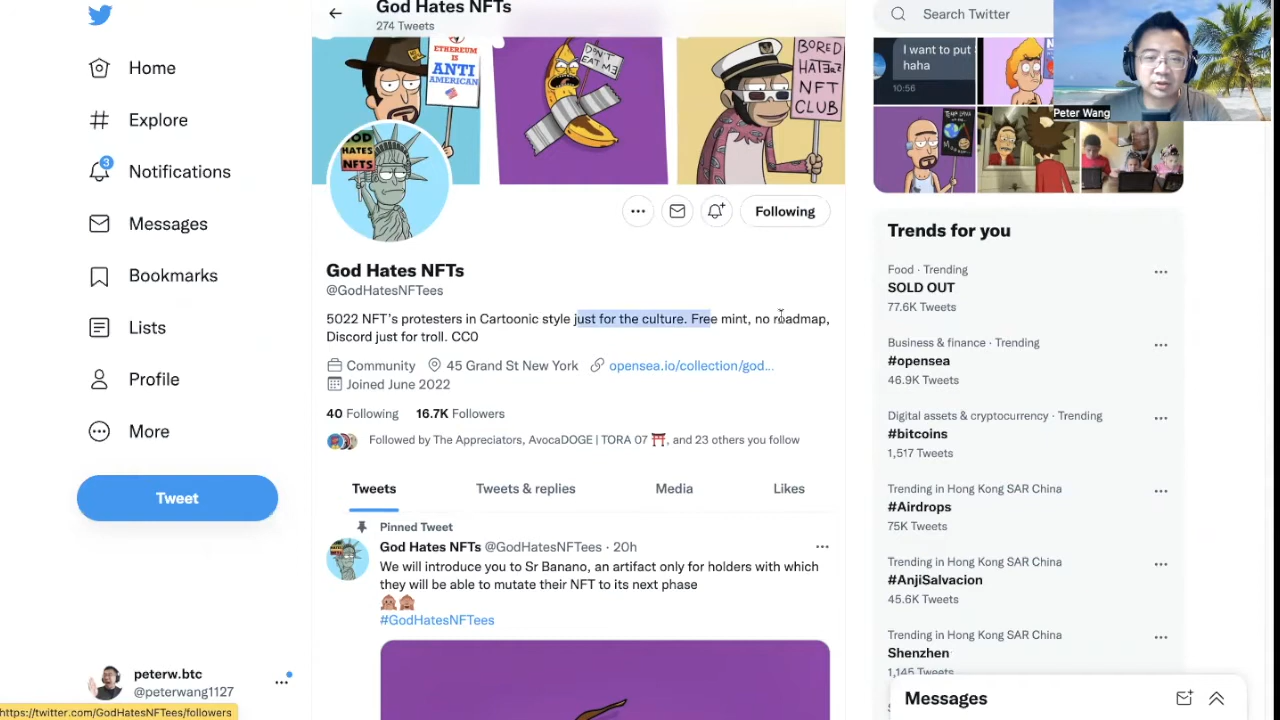 Home
Explore
3
Notifications
Messages
Bookmarks
Lists
Profile
More
Tweet
peterw.btc
@peterwang1127
https://twitter.com/GodHatesNFTees/followers
God Hates NFTs
274 Tweets
ETHEREUM
IS
ANTI
AMERICAN
DON'T
EAT ME
BORED
HATEƎZ
NFT
CLUB
GOD
HATES
NFTS
Following
God Hates NFTs
@GodHatesNFTees
5022 NFT's protesters in Cartoonic style just for the culture. Free mint, no roadmap,
Discord just for troll. CC0
Community 45 Grand St New York opensea.io/collection/god...
Joined June 2022
40 Following 16.7K Followers
Followed by The Appreciators, AvocaDOGE | TORA 07 ⛩️, and 23 others you follow
Tweets Tweets & replies Media Likes
Pinned Tweet
God Hates NFTs @GodHatesNFTees · 20h
We will introduce you to Sr Banano, an artifact only for holders with which
they will be able to mutate their NFT to its next phase
🙈🙉
#GodHatesNFTees
Search Twitter
I want to put
haha
10:56
Peter Wang
Trends for you
Food · Trending
SOLD OUT
77.6K Tweets
Business & finance · Trending
#opensea
46.9K Tweets
Digital assets & cryptocurrency · Trending
#bitcoins
1,517 Tweets
Trending in Hong Kong SAR China
#Airdrops
75K Tweets
Trending in Hong Kong SAR China
#AnjiSalvacion
45.6K Tweets
Trending in Hong Kong SAR China
Shenzhen
1,145 Tweets
Messages